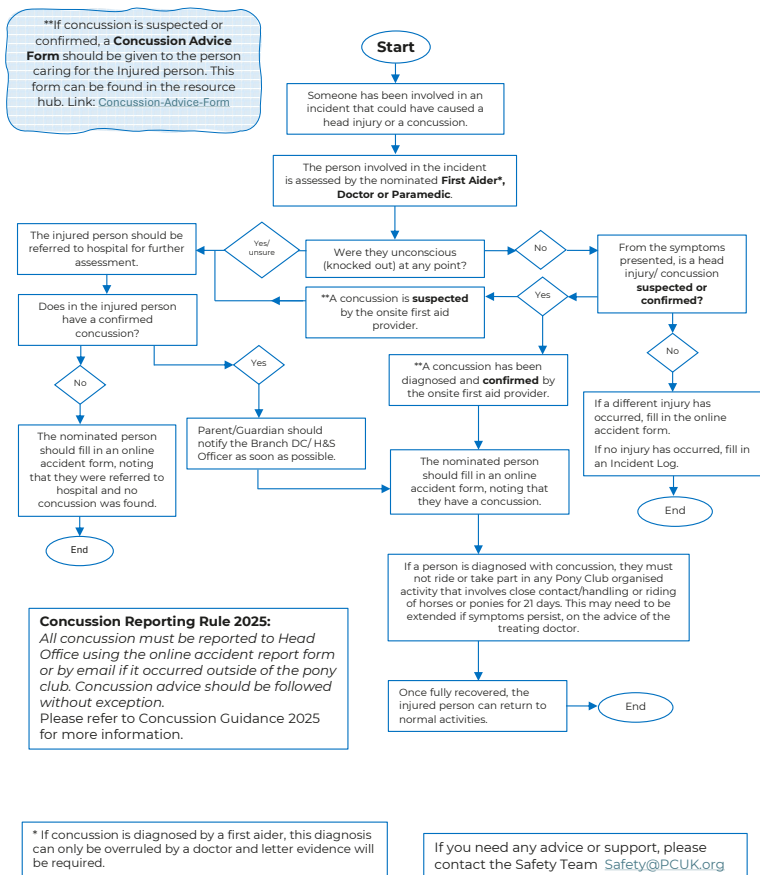 **If concussion is suspected or
confirmed, a Concussion Advice
Form should be given to the person
caring for the Injured person. This
form can be found in the resource
hub. Link: Concussion-Advice-Form
Start
Someone has been involved in an
incident that could have caused a
head injury or a concussion.
The person involved in the incident
is assessed by the nominated First Aider*,
Doctor or Paramedic.
The injured person should be
referred to hospital for further
assessment.
Yes/
unsure
Were they unconscious
(knocked out) at any point?
No
From the symptoms
presented, is a head
injury/ concussion
suspected or
confirmed?
Does in the injured person
have a confirmed
concussion?
**A concussion is suspected
by the onsite first aid
provider.
Yes
No
Yes
**A concussion has been
diagnosed and confirmed by
the onsite first aid provider.
No
If a different injury has
occurred, fill in the online
accident form.
If no injury has occurred, fill in
an Incident Log.
The nominated person
should fill in an online
accident form, noting
that they were referred to
hospital and no
concussion was found.
Parent/Guardian should
notify the Branch DC/ H&S
Officer as soon as possible.
The nominated person
should fill in an online
accident form, noting that
they have a concussion.
End
End
If a person is diagnosed with concussion, they must
not ride or take part in any Pony Club organised
activity that involves close contact/handling or riding
of horses or ponies for 21 days. This may need to be
extended if symptoms persist, on the advice of the
treating doctor.
Concussion Reporting Rule 2025:
All concussion must be reported to Head
Office using the online accident report form
or by email if it occurred outside of the pony
club. Concussion advice should be followed
without exception.
Please refer to Concussion Guidance 2025
for more information.
Once fully recovered, the
injured person can return to
normal activities.
End
* If concussion is diagnosed by a first aider, this diagnosis
can only be overruled by a doctor and letter evidence will
be required.
If you need any advice or support, please
contact the Safety Team Safety@PCUK.org